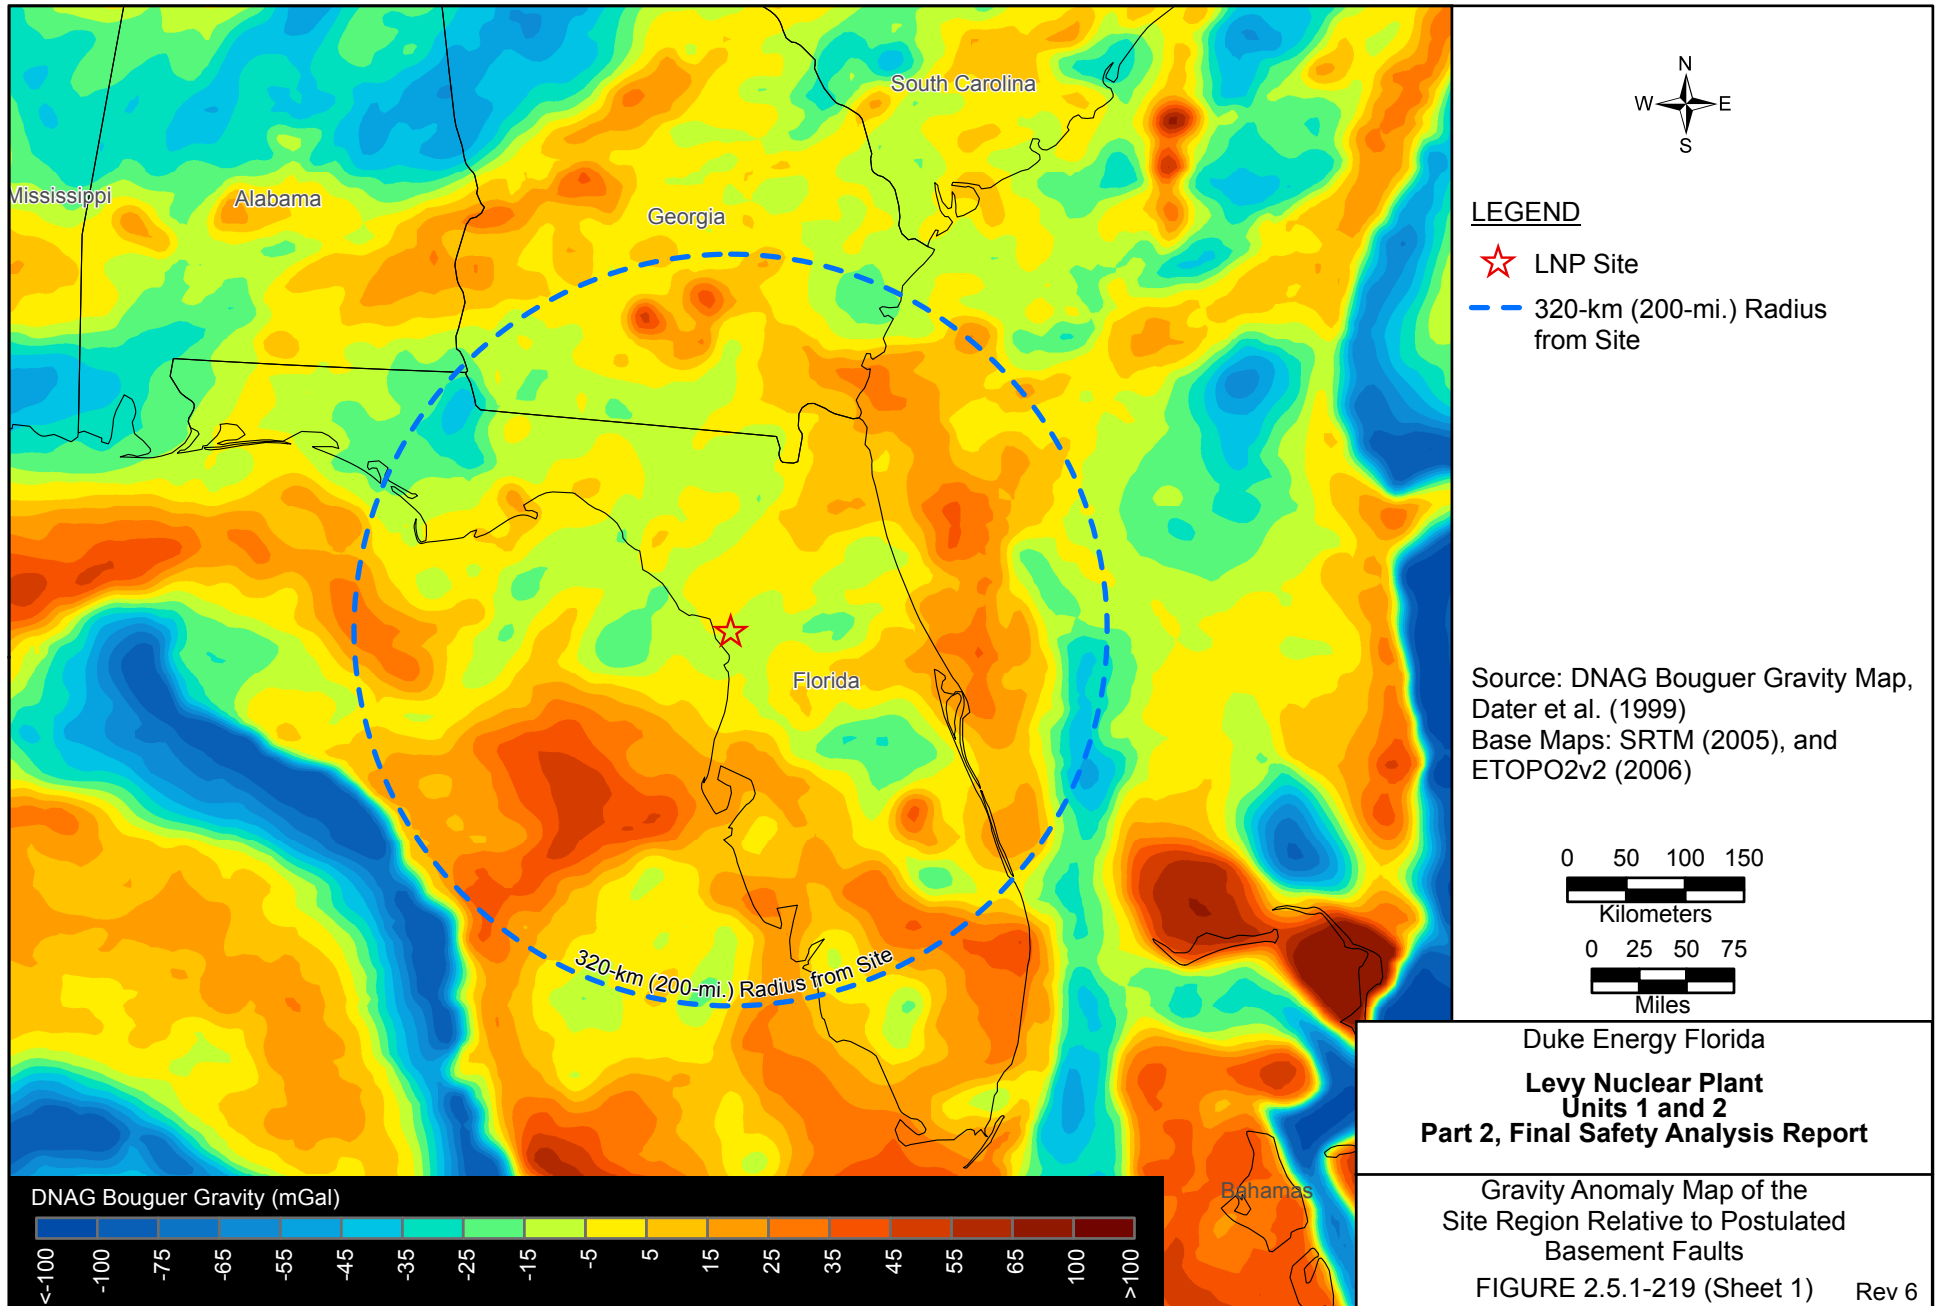 South Carolina
Mississippi
Alabama
Georgia
Florida
320-km (200-mi.) Radius from Site
Bahamas
N
W
E
S
LEGEND
LNP Site
320-km (200-mi.) Radius
from Site
Source: DNAG Bouguer Gravity Map,
Dater et al. (1999)
Base Maps: SRTM (2005), and
ETOPO2v2 (2006)
0 50 100 150
Kilometers
0 25 50 75
Miles
Duke Energy Florida
Levy Nuclear Plant
Units 1 and 2
Part 2, Final Safety Analysis Report
Gravity Anomaly Map of the
Site Region Relative to Postulated
Basement Faults
FIGURE 2.5.1-219 (Sheet 1) Rev 6
DNAG Bouguer Gravity (mGal)
<-100 -100 -75 -65 -55 -45 -35 -25 -15 -5 5 15 25 35 45 55 65 100 >100